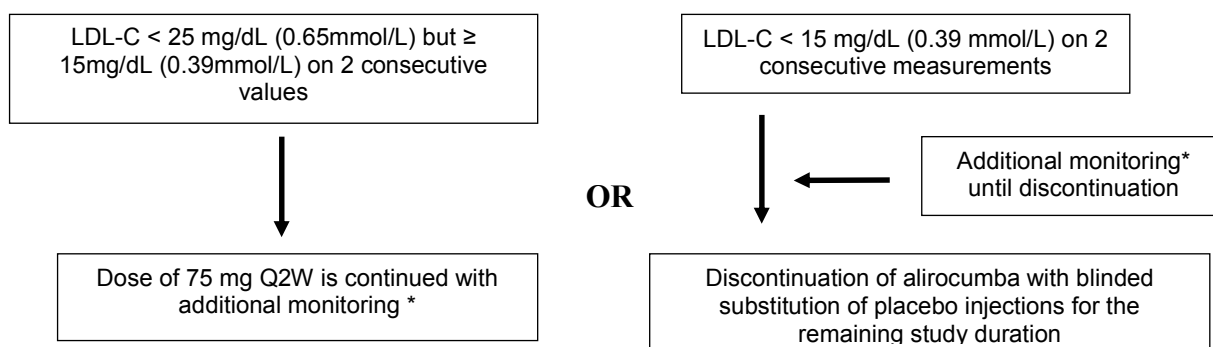 LDL-C < 25 mg/dL (0.65mmol/L) but ≥
15mg/dL (0.39mmol/L) on 2 consecutive
values
LDL-C < 15 mg/dL (0.39 mmol/L) on 2
consecutive measurements
Additional monitoring*
until discontinuation
OR
Dose of 75 mg Q2W is continued with
additional monitoring *
Discontinuation of alirocumba with blinded
substitution of placebo injections for the
remaining study duration